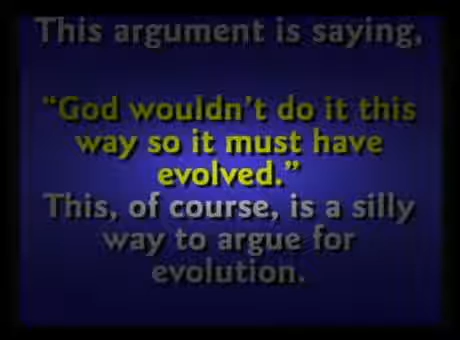 This argument is saying,
“God wouldn’t do it this
way so it must have
evolved.”
This, of course, is a silly
way to argue for
evolution.